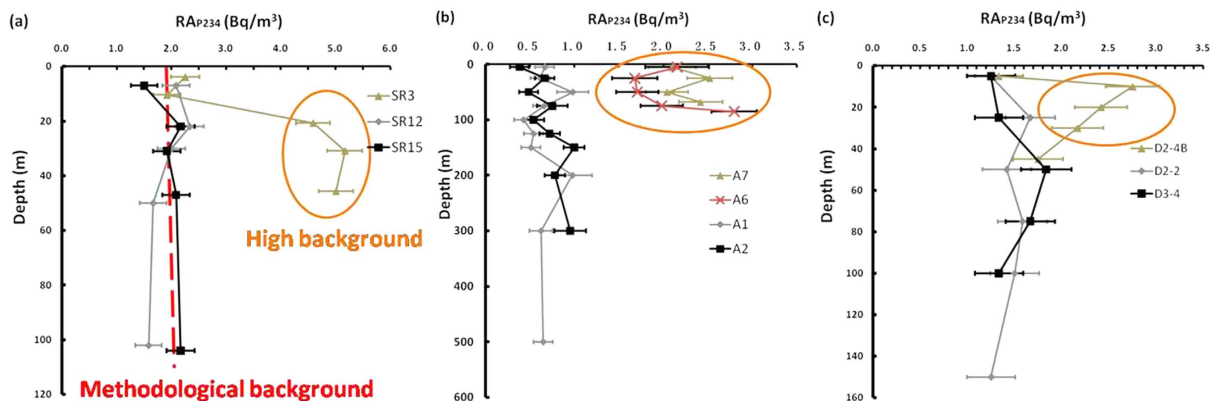 (a)
RAP234 (Bq/m³)
0.0 1.0 2.0 3.0 4.0 5.0 6.0
0
20
40
60
80
100
120
Depth (m)
SR3
SR12
SR15
High background
Methodological background
(b)
RAP234 (Bq/m³)
0.0 0.5 1.0 1.5 2.0 2.5 3.0 3.5
0
100
200
300
400
500
600
Depth (m)
A7
A6
A1
A2
(c)
RAP234 (Bq/m³)
0.0 1.0 1.5 2.0 2.5 3.0 3.5
0
20
40
60
80
100
120
140
160
Depth (m)
D2-4B
D2-2
D3-4